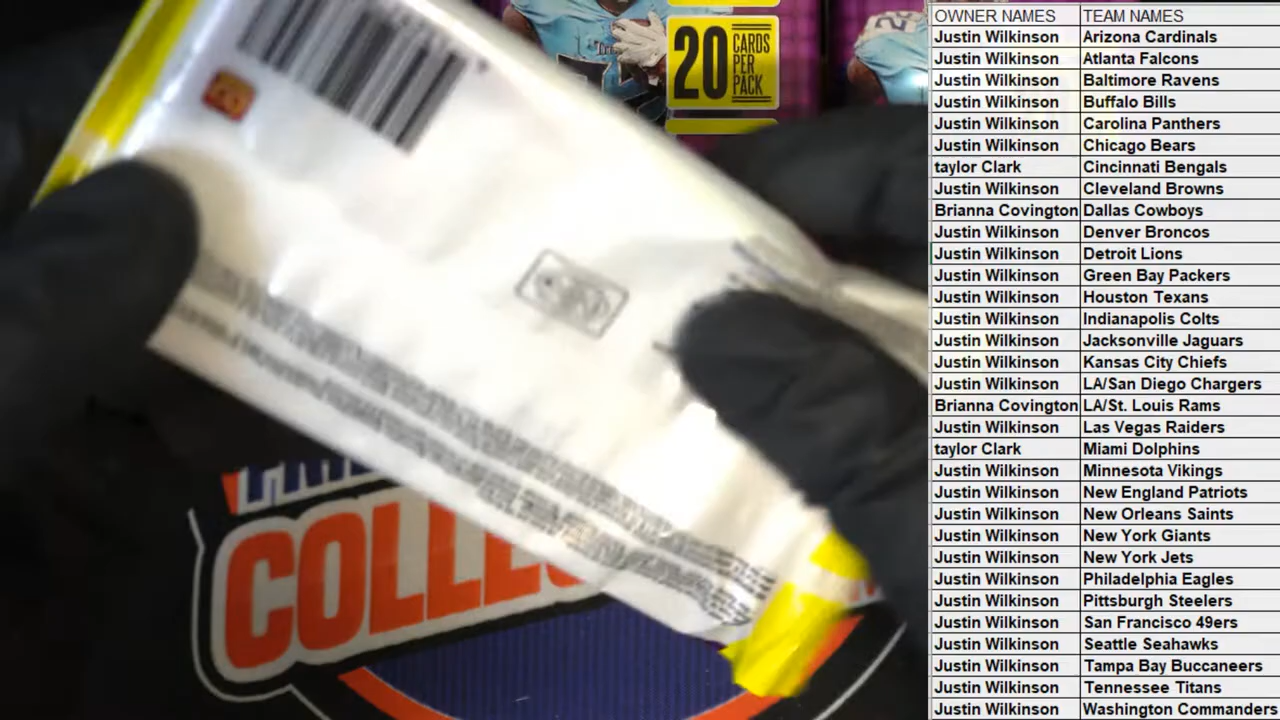 20 CARDS
PER
PACK
COLLE
OWNER NAMES TEAM NAMES
Justin Wilkinson Arizona Cardinals
Justin Wilkinson Atlanta Falcons
Justin Wilkinson Baltimore Ravens
Justin Wilkinson Buffalo Bills
Justin Wilkinson Carolina Panthers
Justin Wilkinson Chicago Bears
taylor Clark Cincinnati Bengals
Justin Wilkinson Cleveland Browns
Brianna Covington Dallas Cowboys
Justin Wilkinson Denver Broncos
Justin Wilkinson Detroit Lions
Justin Wilkinson Green Bay Packers
Justin Wilkinson Houston Texans
Justin Wilkinson Indianapolis Colts
Justin Wilkinson Jacksonville Jaguars
Justin Wilkinson Kansas City Chiefs
Justin Wilkinson LA/San Diego Chargers
Brianna Covington LA/St. Louis Rams
Justin Wilkinson Las Vegas Raiders
taylor Clark Miami Dolphins
Justin Wilkinson Minnesota Vikings
Justin Wilkinson New England Patriots
Justin Wilkinson New Orleans Saints
Justin Wilkinson New York Giants
Justin Wilkinson New York Jets
Justin Wilkinson Philadelphia Eagles
Justin Wilkinson Pittsburgh Steelers
Justin Wilkinson San Francisco 49ers
Justin Wilkinson Seattle Seahawks
Justin Wilkinson Tampa Bay Buccaneers
Justin Wilkinson Tennessee Titans
Justin Wilkinson Washington Commanders